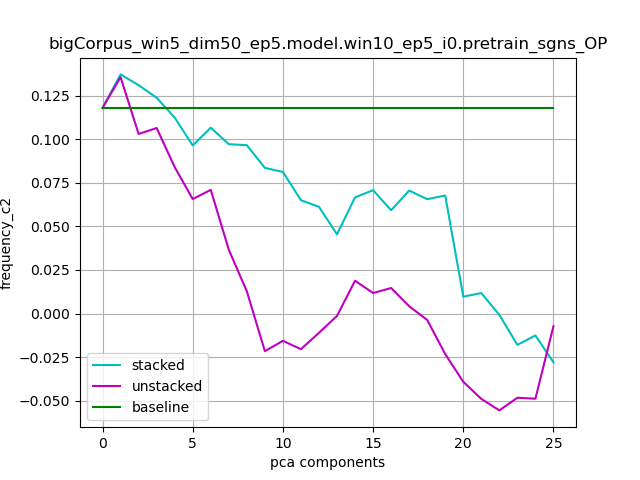 bigCorpus_win5_dim50_ep5.model.win10_ep5_i0.pretrain_sgns_OP
0.125
0.100
0.075
0.050
0.025
0.000
−0.025
−0.050
frequency_c2
stacked
unstacked
baseline
0 5 10 15 20 25
pca components